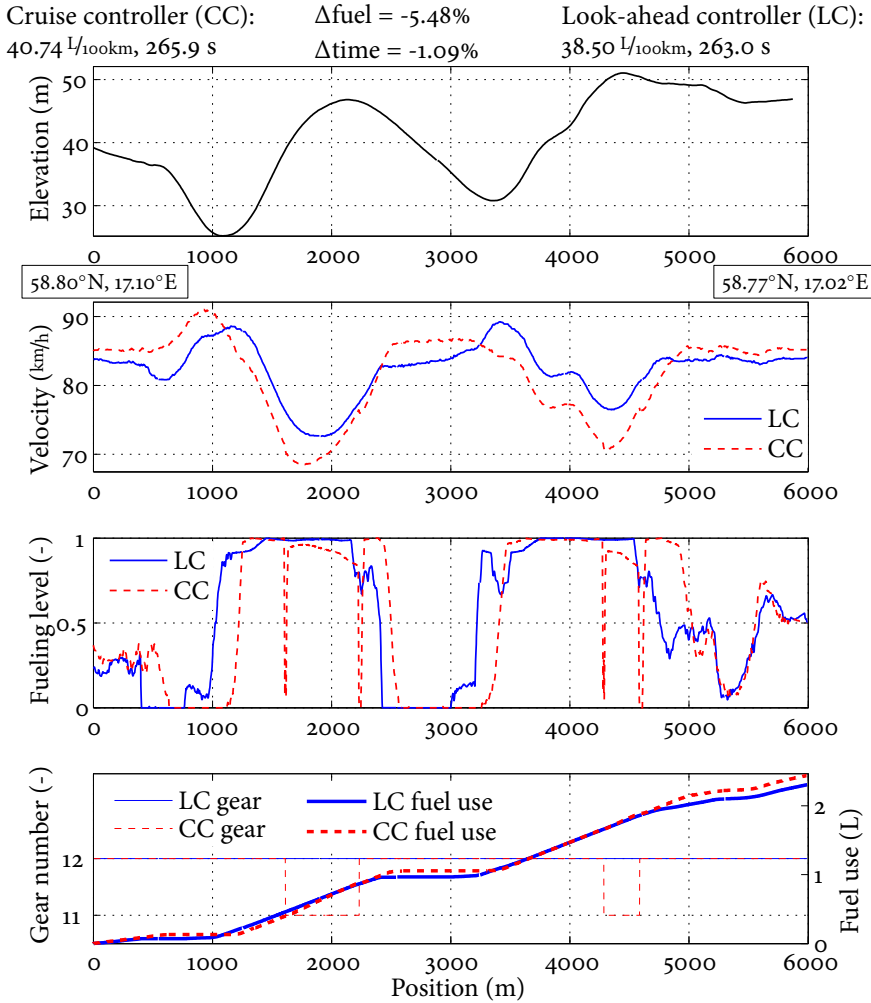 Cruise controller (CC): Δfuel = -5.48% Look-ahead controller (LC):
40.74 L/100km, 265.9 s Δtime = -1.09% 38.50 L/100km, 263.0 s
Elevation (m)
50
40
30
0 1000 2000 3000 4000 5000 6000
58.80°N, 17.10°E 58.77°N, 17.02°E
Velocity (km/h)
90
80
70
LC
CC
0 1000 2000 3000 4000 5000 6000
Fueling level (-)
1
0.5
0
LC
CC
0 1000 2000 3000 4000 5000 6000
Gear number (-)
12
11
LC gear LC fuel use
CC gear CC fuel use
2
1
0
Fuel use (L)
0 1000 2000 3000 4000 5000 6000
Position (m)